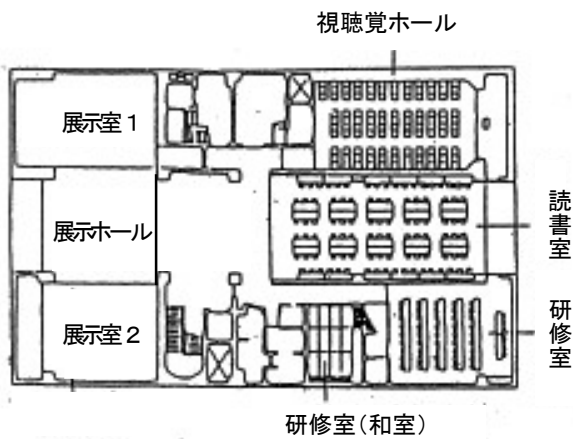 視聴覚ホール
展示室１
展示ホール
展示室２
読書室
研修室
研修室（和室）